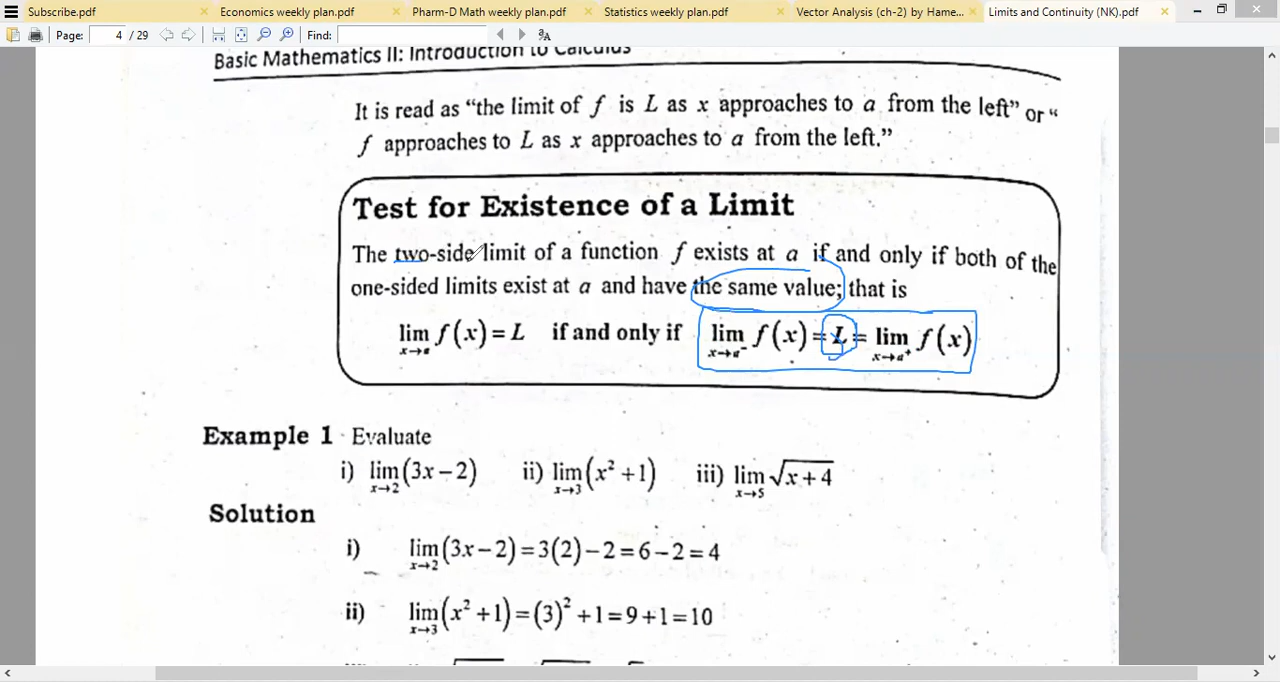 Subscribe.pdf × Economics weekly plan.pdf × Pharm-D Math weekly plan.pdf × Statistics weekly plan.pdf × Vector Analysis (ch-2) by Hame... × Limits and Continuity (NK).pdf ×
Page: 4 / 29 Find:
Basic Mathematics II: Introduction to Calculus
It is read as “the limit of f is L as x approaches to a from the left” or “
f approaches to L as x approaches to a from the left.”
Test for Existence of a Limit
The two-side limit of a function f exists at a if and only if both of the
one-sided limits exist at a and have the same value; that is
lim x→a f(x) = L if and only if lim x→a⁻ f(x) = L = lim x→a⁺ f(x)
Example 1 Evaluate
i) lim x→2 (3x − 2) ii) lim x→3 (x² + 1) iii) lim x→5 √x + 4
Solution
i) lim x→2 (3x − 2) = 3(2) − 2 = 6 − 2 = 4
ii) lim x→3 (x² + 1) = (3)² + 1 = 9 + 1 = 10